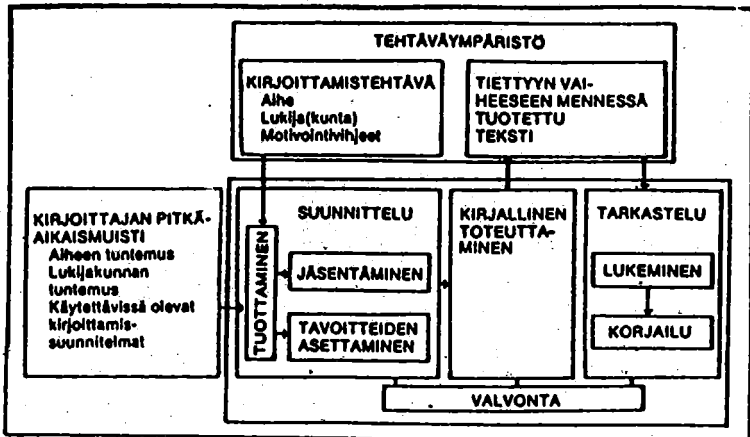 TEHTÄVÄYMPÄRISTÖ
KIRJOITTAMISTEHTÄVÄ
Aihe
Lukija(kunta)
Motivointivihjeet
TIETTYYN VAI-
HEESEEN MENNESSÄ
TUOTETTU
TEKSTI
KIRJOITTAJAN PITKÄ-
AIKAISMUISTI
Aiheen tuntemus
Lukijakunnan
tuntemus
Käytettävissä olevat
kirjoittamis-
suunnitelmat
SUUNNITTELU
TUOTTAMINEN
JÄSENTÄMINEN
TAVOITTEIDEN
ASETTAMINEN
KIRJALLINEN
TOTEUTTA-
MINEN
TARKASTELU
LUKEMINEN
KORJAILU
VALVONTA